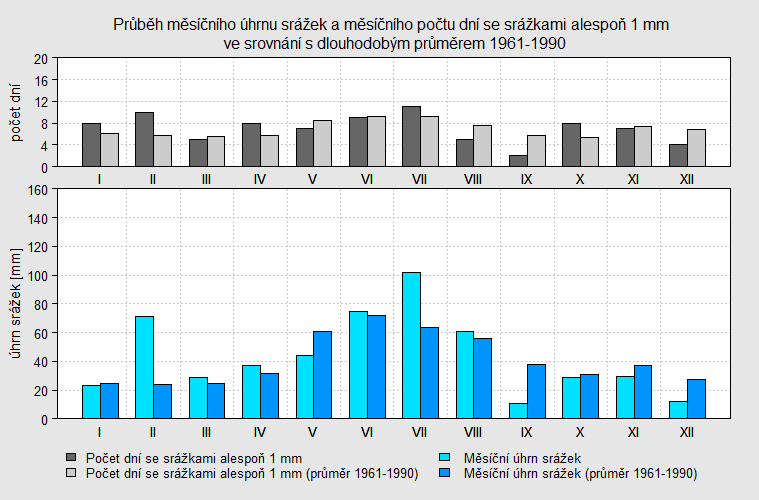 Průběh měsíčního úhrnu srážek a měsíčního počtu dní se srážkami alespoň 1 mm
ve srovnání s dlouhodobým průměrem 1961-1990
počet dní
20
16
12
8
4
0
I II III IV V VI VII VIII IX X XI XII
úhrn srážek [mm]
160
140
120
100
80
60
40
20
0
I II III IV V VI VII VIII IX X XI XII
Počet dní se srážkami alespoň 1 mm
Měsíční úhrn srážek
Počet dní se srážkami alespoň 1 mm (průměr 1961-1990)
Měsíční úhrn srážek (průměr 1961-1990)